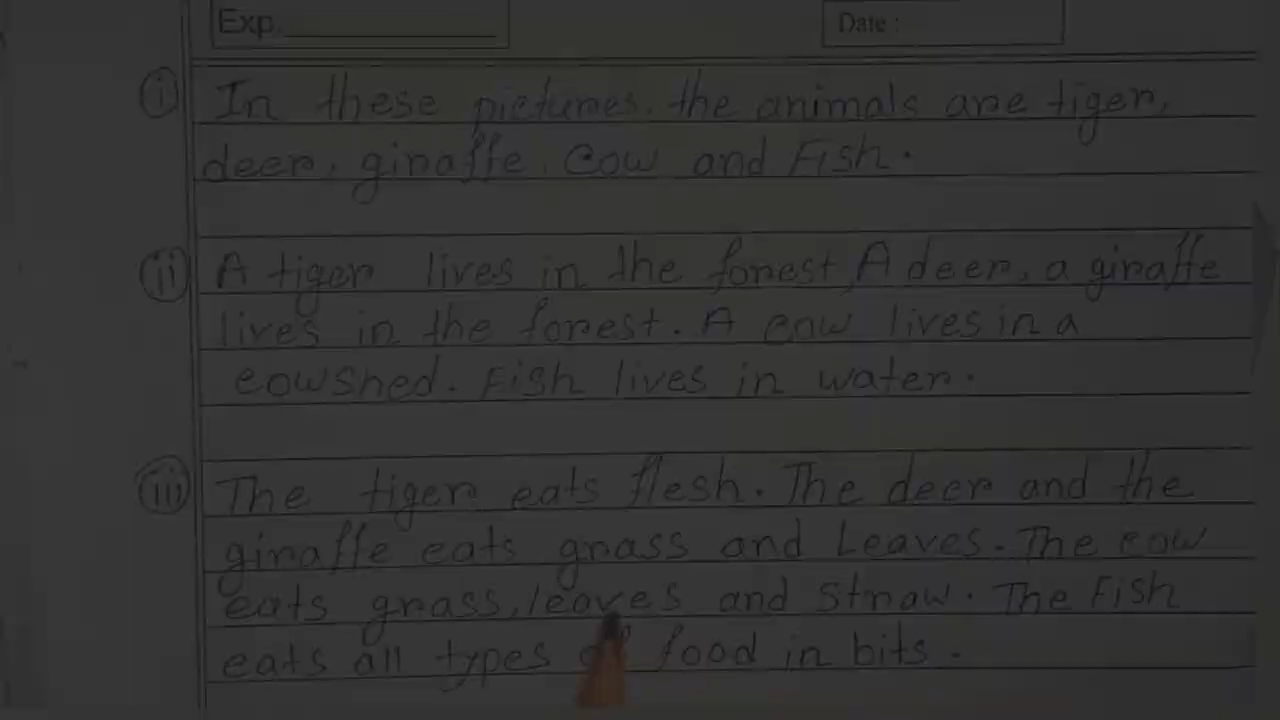 Exp.
Date :
(i) In these pictures. the animals are tiger,
deer, giraffe, Cow and Fish.
(ii) A tiger lives in the forest, A deer, a giraffe
lives in the forest. A cow lives in a
cowshed. Fish lives in water.
(iii) The tiger eats flesh. The deer and the
giraffe eats grass and Leaves. The cow
eats grass, leaves and straw. The Fish
eats all types of food in bits.